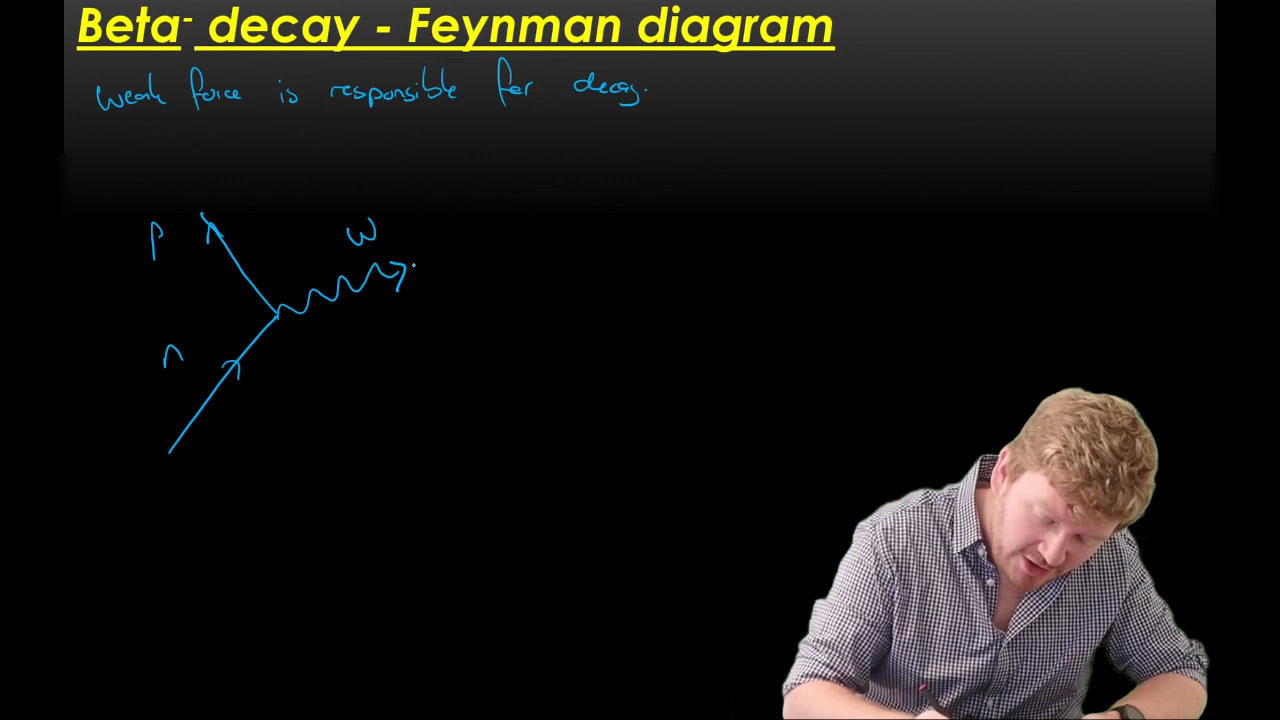 Beta- decay - Feynman diagram
weak force is responsible for decay.
p
W
n